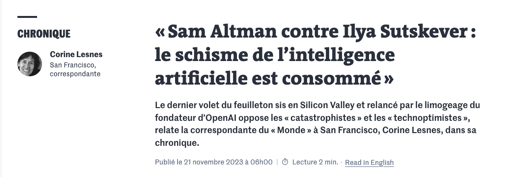 CHRONIQUE
Corine Lesnes
San Francisco,
correspondante
« Sam Altman contre Ilya Sutskever :
le schisme de l’intelligence
artificielle est consommé »
Le dernier volet du feuilleton sis en Silicon Valley et relancé par le limogeage du
fondateur d’OpenAI oppose les « catastrophistes » et les « technoptimistes »,
relate la correspondante du « Monde » à San Francisco, Corine Lesnes, dans sa
chronique.
Publié le 21 novembre 2023 à 06h00 | Lecture 2 min. · Read in English